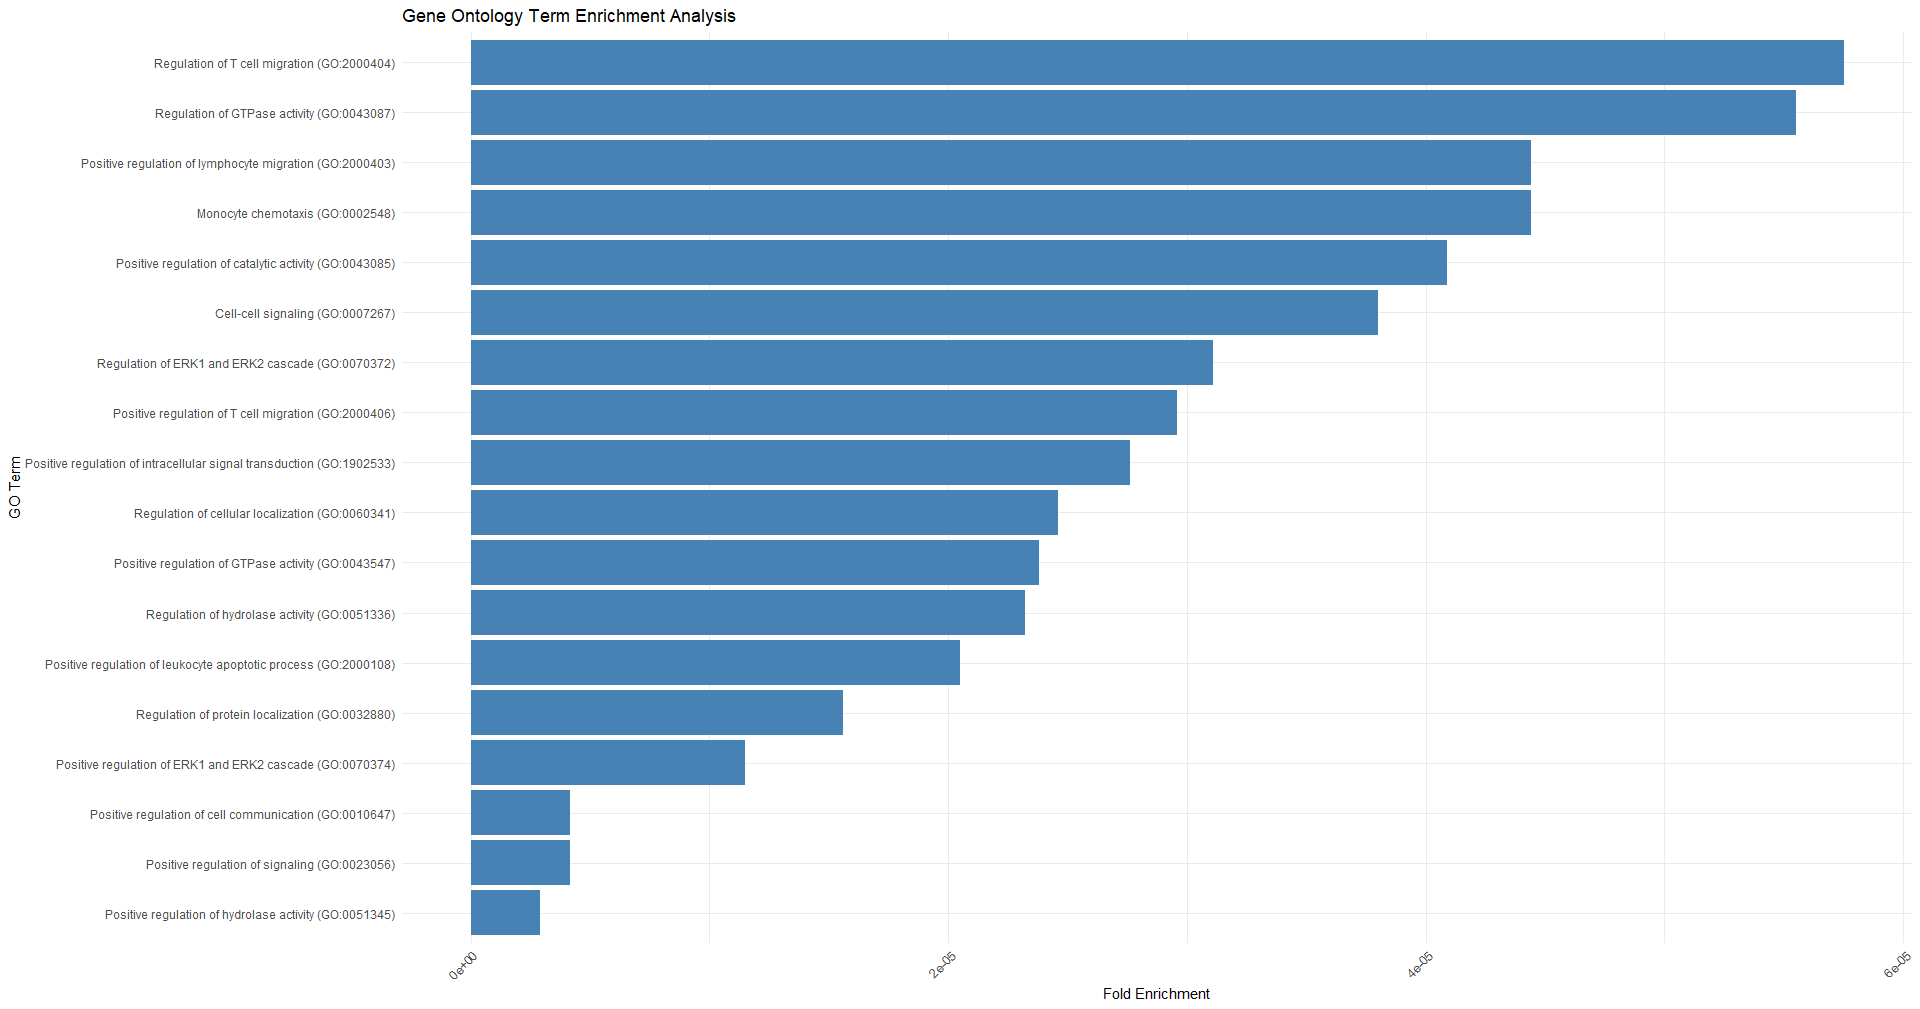 Gene Ontology Term Enrichment Analysis
Regulation of T cell migration (GO:2000404)
Regulation of GTPase activity (GO:0043087)
Positive regulation of lymphocyte migration (GO:2000403)
Monocyte chemotaxis (GO:0002548)
Positive regulation of catalytic activity (GO:0043085)
Cell-cell signaling (GO:0007267)
Regulation of ERK1 and ERK2 cascade (GO:0070372)
Positive regulation of T cell migration (GO:2000406)
Positive regulation of intracellular signal transduction (GO:1902533)
Regulation of cellular localization (GO:0060341)
Positive regulation of GTPase activity (GO:0043547)
Regulation of hydrolase activity (GO:0051336)
Positive regulation of leukocyte apoptotic process (GO:2000108)
Regulation of protein localization (GO:0032880)
Positive regulation of ERK1 and ERK2 cascade (GO:0070374)
Positive regulation of cell communication (GO:0010647)
Positive regulation of signaling (GO:0023056)
Positive regulation of hydrolase activity (GO:0051345)
GO Term
0e+00 2e-05 4e-05 6e-05
Fold Enrichment